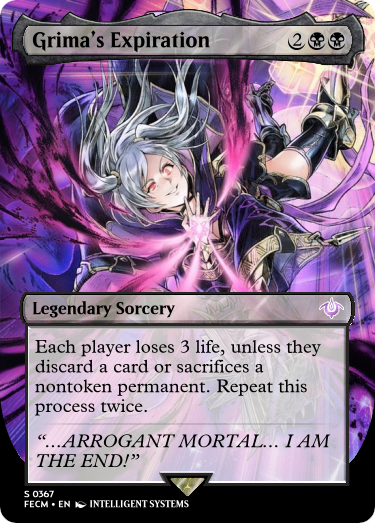 Grima's Expiration 2
Legendary Sorcery
Each player loses 3 life, unless they
discard a card or sacrifices a
nontoken permanent. Repeat this
process twice.
“...ARROGANT MORTAL... I AM
THE END!”
S 0367
FECM • EN INTELLIGENT SYSTEMS